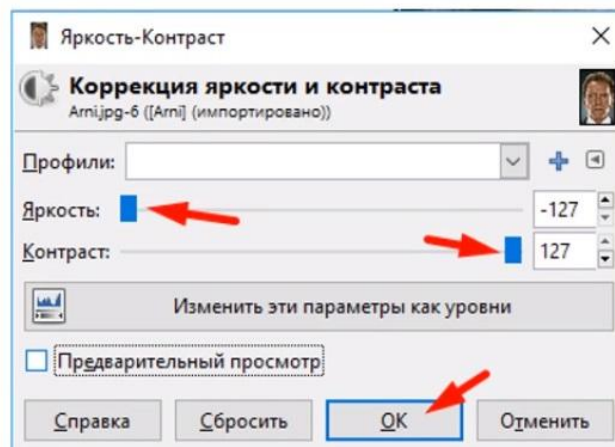 Яркость-Контраст
Коррекция яркости и контраста
Arni.jpg-6 ([Arni] (импортировано))
Профили:
Яркость: -127
Контраст: 127
Изменить эти параметры как уровни
Предварительный просмотр
Справка Сбросить OK Отменить